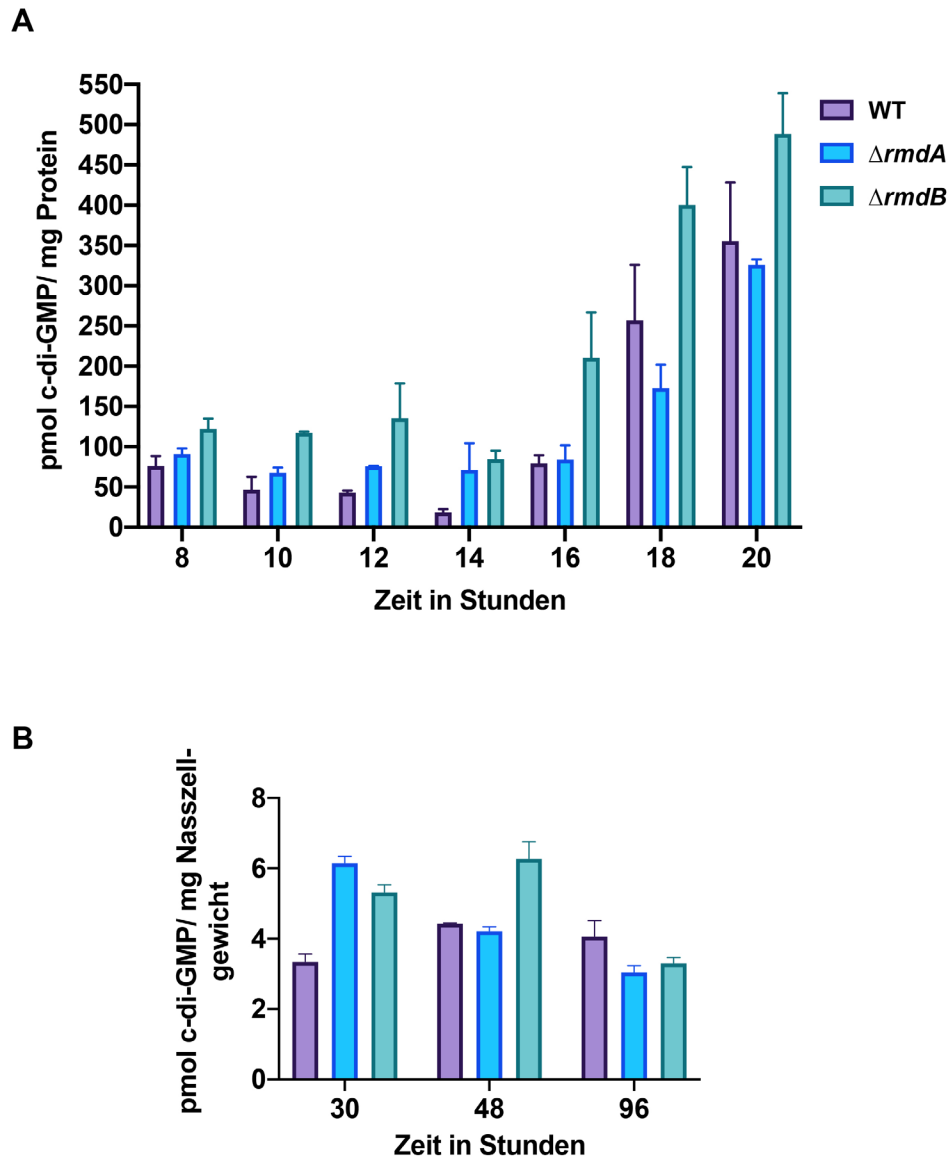 A
pmol c-di-GMP/ mg Protein
550
500
450
400
350
300
250
200
150
100
50
0
8 10 12 14 16 18 20
Zeit in Stunden
WT
ΔrmdA
ΔrmdB
B
pmol c-di-GMP/ mg Nasszell-
gewicht
8
6
4
2
0
30 48 96
Zeit in Stunden